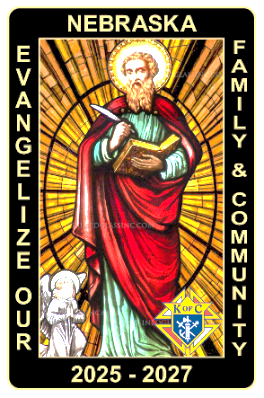 NEBRASKA
EVANGELIZE OUR
FAMILY & COMMUNITY
K OF C
2025 - 2027